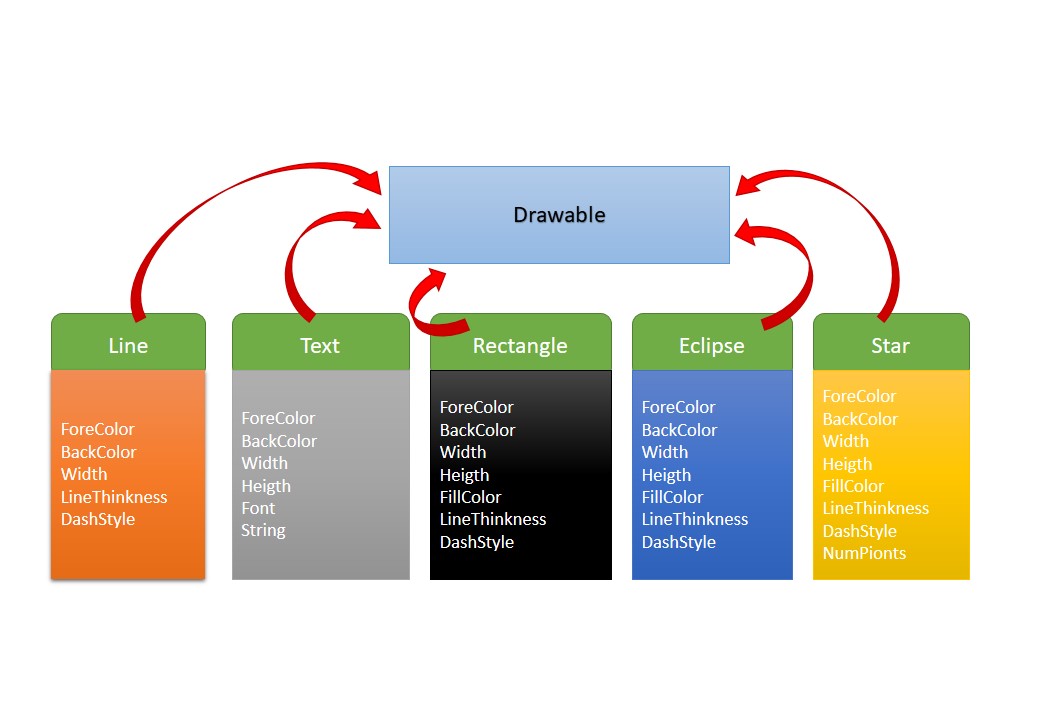 Drawable
Line
ForeColor
BackColor
Width
LineThinkness
DashStyle
Text
ForeColor
BackColor
Width
Heigth
Font
String
Rectangle
ForeColor
BackColor
Width
Heigth
FillColor
LineThinkness
DashStyle
Eclipse
ForeColor
BackColor
Width
Heigth
FillColor
LineThinkness
DashStyle
Star
ForeColor
BackColor
Width
Heigth
FillColor
LineThinkness
DashStyle
NumPionts